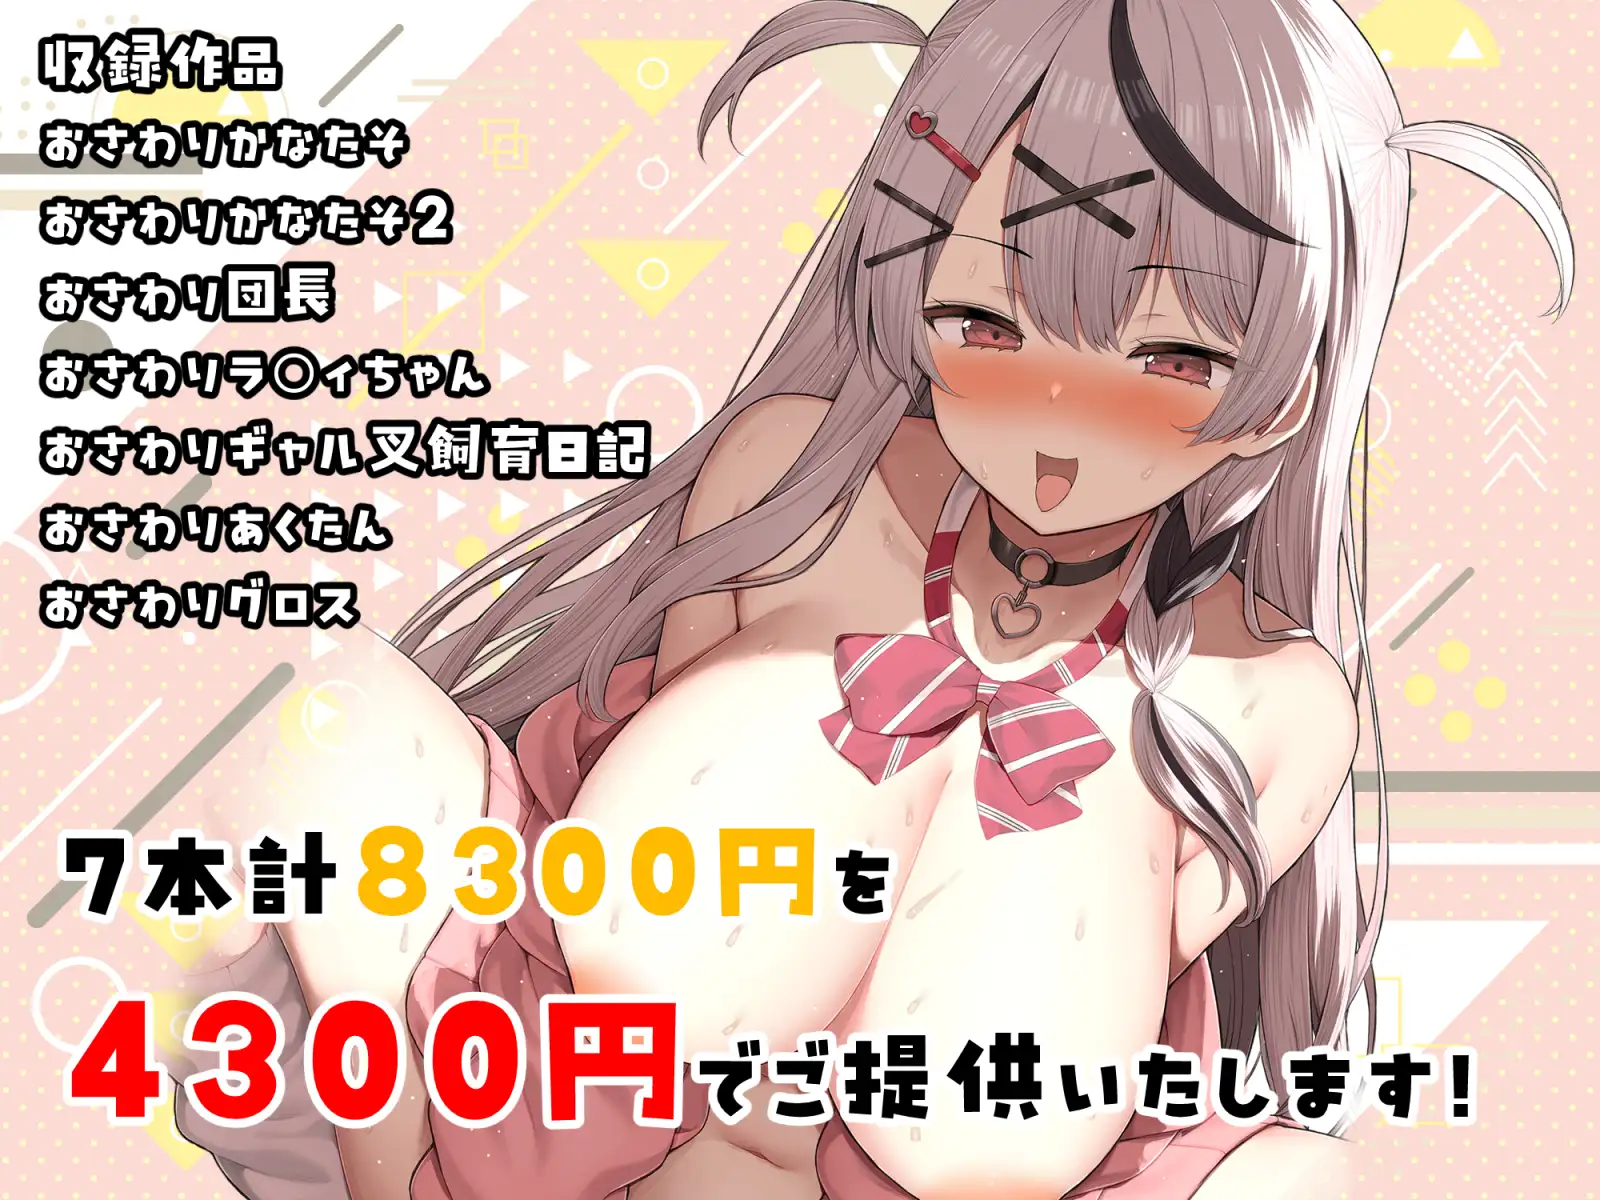 収録作品
おさわりかなたそ
おさわりかなたそ2
おさわり団長
おさわりラ〇ィちゃん
おさわりギャル叉飼育日記
おさわりあくたん
おさわりグロス
7本計8300円を
4300円でご提供いたします!